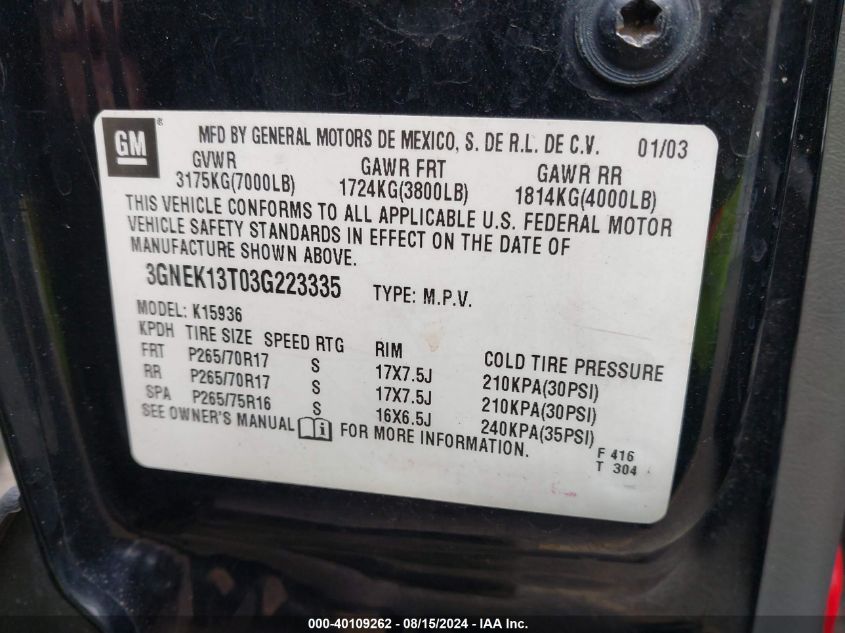 GM ® MFD BY GENERAL MOTORS DE MEXICO, S. DE R.L. DE C.V. 01/03
GVWR GAWR FRT GAWR RR
3175KG(7000LB) 1724KG(3800LB) 1814KG(4000LB)
THIS VEHICLE CONFORMS TO ALL APPLICABLE U.S. FEDERAL MOTOR
VEHICLE SAFETY STANDARDS IN EFFECT ON THE DATE OF
MANUFACTURE SHOWN ABOVE.
3GNEK13T03G223335 TYPE: M.P.V.
MODEL: K15936
KPDH TIRE SIZE SPEED RTG RIM COLD TIRE PRESSURE
FRT P265/70R17 S 17X7.5J 210KPA(30PSI)
RR P265/70R17 S 17X7.5J 210KPA(30PSI)
SPA P265/75R16 S 16X6.5J 240KPA(35PSI)
SEE OWNER'S MANUAL FOR MORE INFORMATION.
F 416
T 304
000-40109262 - 08/15/2024 - IAA Inc.